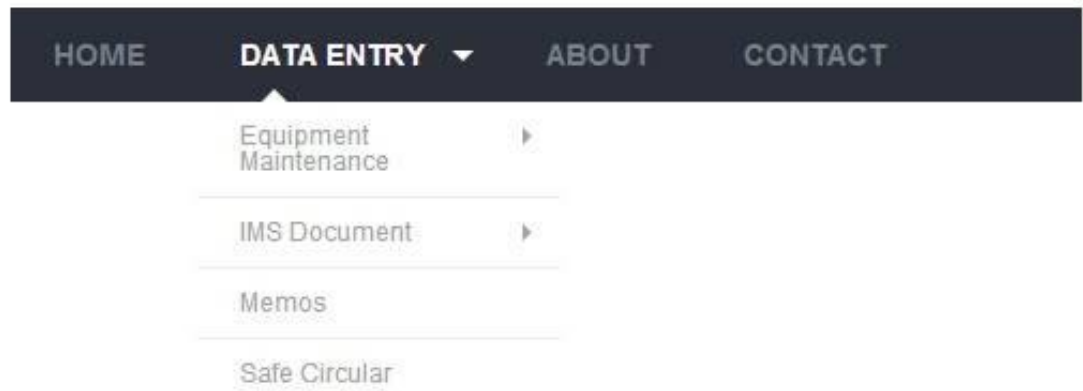 HOME DATA ENTRY ABOUT CONTACT
Equipment
Maintenance
IMS Document
Memos
Safe Circular